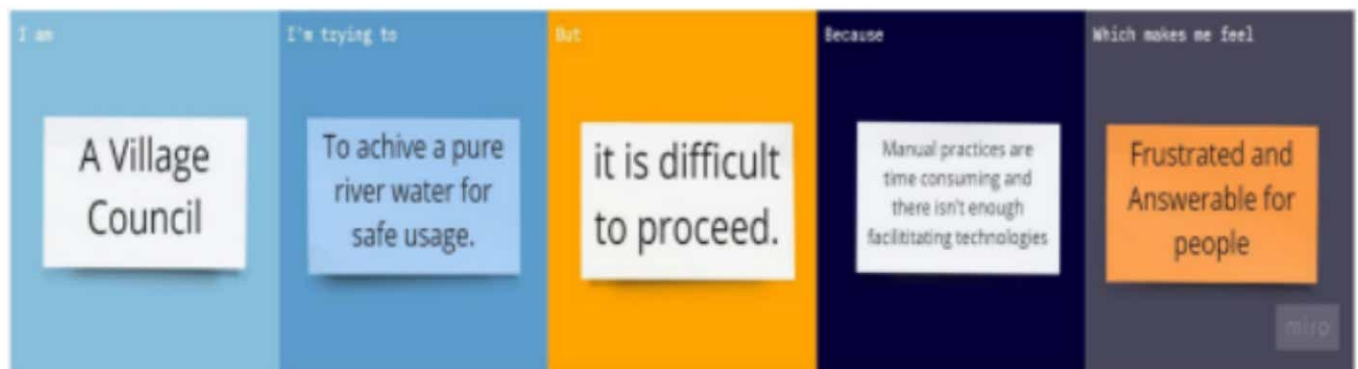 I am
A Village
Council
I'm trying to
To achive a pure
river water for
safe usage.
But
it is difficult
to proceed.
Because
Manual practices are
time consuming and
there isn't enough
facilititating technologies
Which makes me feel
Frustrated and
Answerable for
people
miro